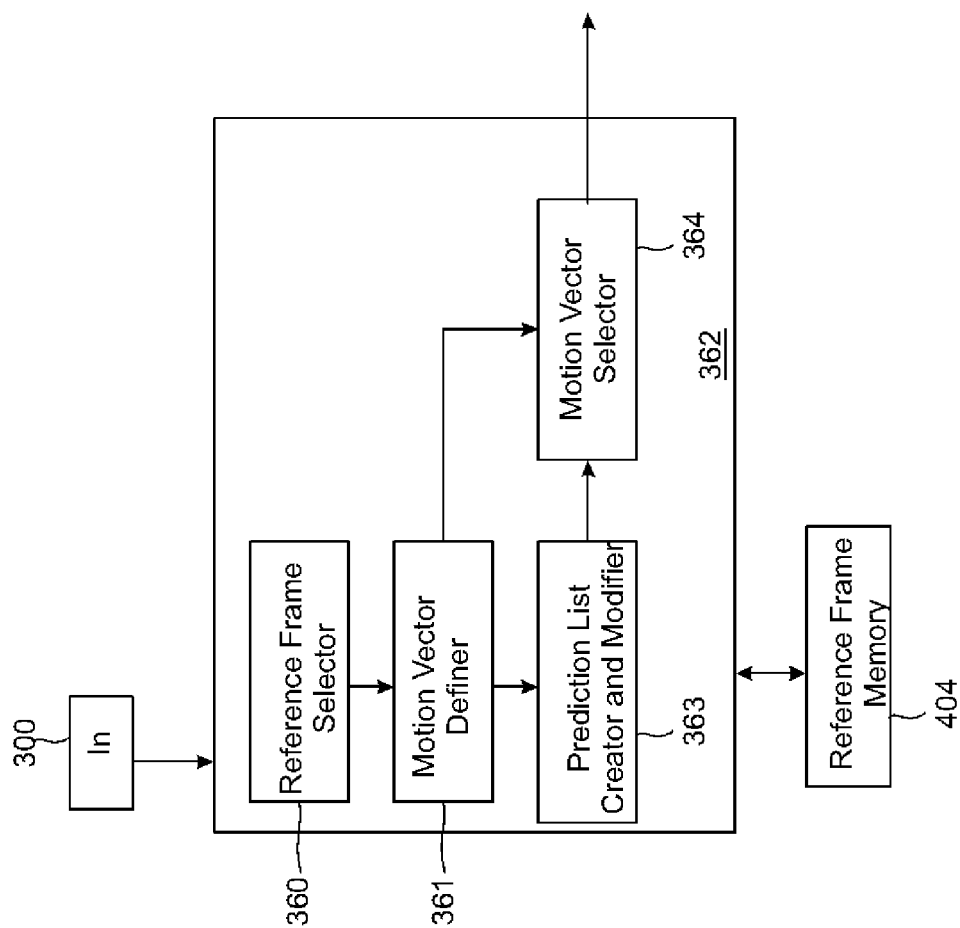 300
In
360
Reference Frame
Selector
361
Motion Vector
Definer
Prediction List
Creator and Modifier
363
Motion Vector
Selector
364
362
Reference Frame
Memory
404